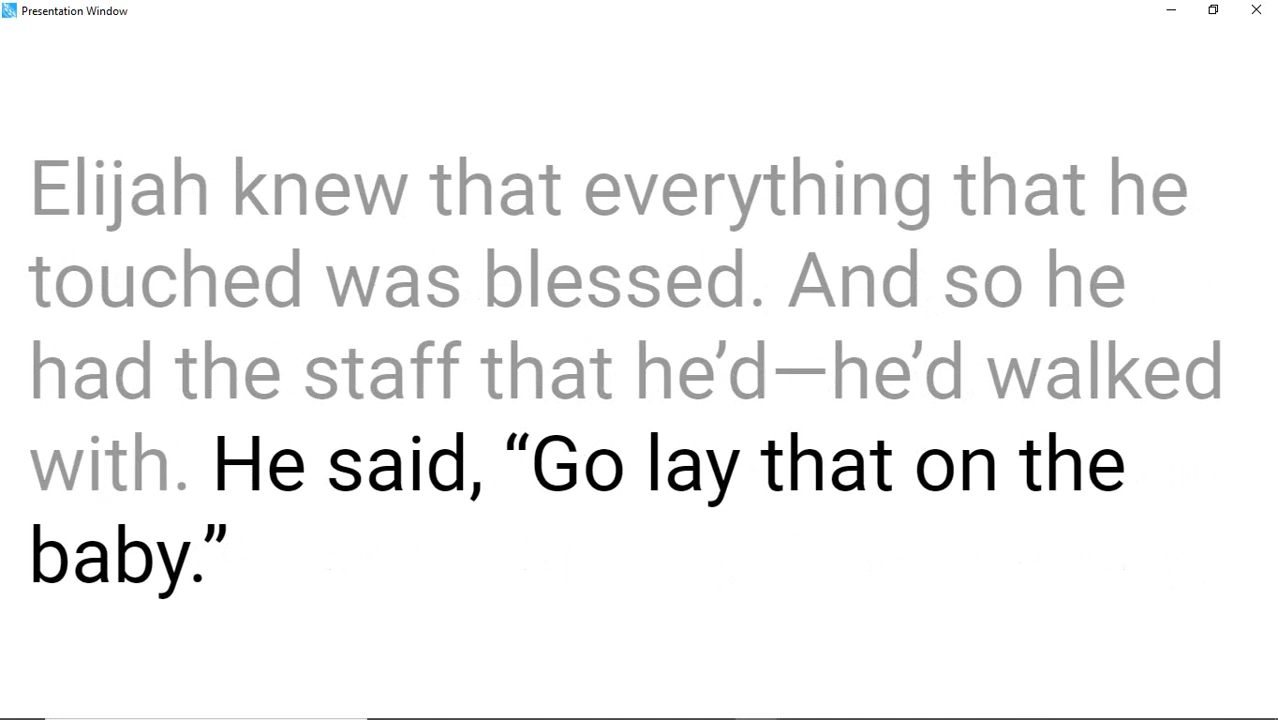 Presentation Window
Elijah knew that everything that he
touched was blessed. And so he
had the staff that he’d—he’d walked
with. He said, “Go lay that on the
baby.”